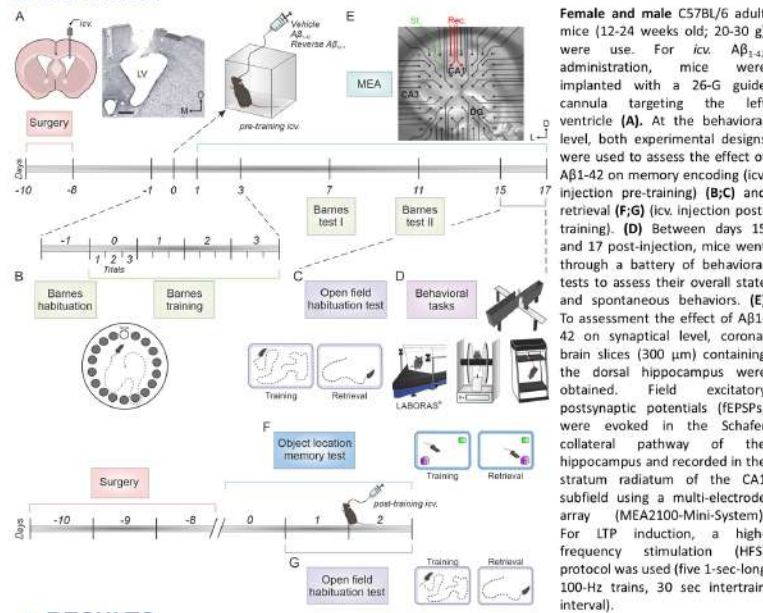 A
icv.
LV
M
D
Surgery
Vehicle
Aβ1-42
Reverse Aβ42-1
pre-training icv.
E
MEA
St.
Rec.
CA1
CA3
DG
L
D
Days
-10
-8
-1
0
1
3
7
11
15
17
Barnes
test I
Barnes
test II
-1
0
1
2
3
1 2 3
Trials
B
Barnes
habituation
Barnes
training
C
Open field
habituation test
Training
Retrieval
D
Behavioral
tasks
LABORAS®
F
Object location
memory test
Training
Retrieval
Surgery
post-training icv.
Days
-10
-9
-8
0
1
2
G
Open field
habituation test
Training
Retrieval
Female and male C57BL/6 adult
mice (12-24 weeks old; 20-30 g)
were use. For icv. Aβ1-42
administration, mice were
implanted with a 26-G guide
cannula targeting the left
ventricle (A). At the behavioral
level, both experimental designs
were used to assess the effect of
Aβ1-42 on memory encoding (icv.
injection pre-training) (B;C) and
retrieval (F;G) (icv. injection post-
training). (D) Between days 15
and 17 post-injection, mice went
through a battery of behavioral
tests to assess their overall state
and spontaneous behaviors. (E)
To assessment the effect of Aβ1-
42 on synaptical level, coronal
brain slices (300 μm) containing
the dorsal hippocampus were
obtained. Field excitatory
postsynaptic potentials (fEPSPs)
were evoked in the Schafer
collateral pathway of the
hippocampus and recorded in the
stratum radiatum of the CA1
subfield using a multi-electrode
array (MEA2100-Mini-System).
For LTP induction, a high-
frequency stimulation (HFS)
protocol was used (five 1-sec-long
100-Hz trains, 30 sec intertrain
interval).